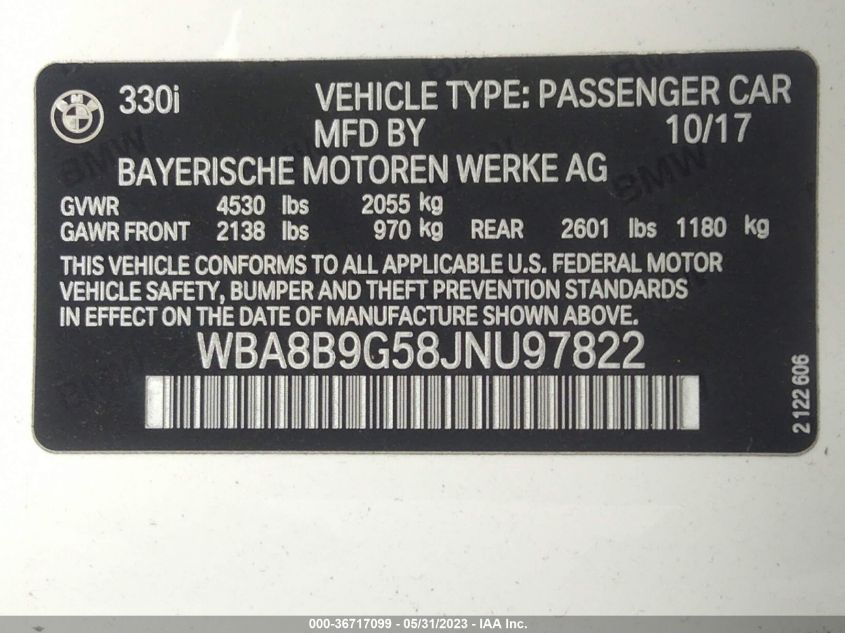 330i VEHICLE TYPE: PASSENGER CAR
MFD BY 10/17
BAYERISCHE MOTOREN WERKE AG
GVWR 4530 lbs 2055 kg
GAWR FRONT 2138 lbs 970 kg REAR 2601 lbs 1180 kg
THIS VEHICLE CONFORMS TO ALL APPLICABLE U.S. FEDERAL MOTOR
VEHICLE SAFETY, BUMPER AND THEFT PREVENTION STANDARDS
IN EFFECT ON THE DATE OF MANUFACTURE SHOWN ABOVE.
WBA8B9G58JNU97822
2 122 606
000-36717099 - 05/31/2023 - IAA Inc.